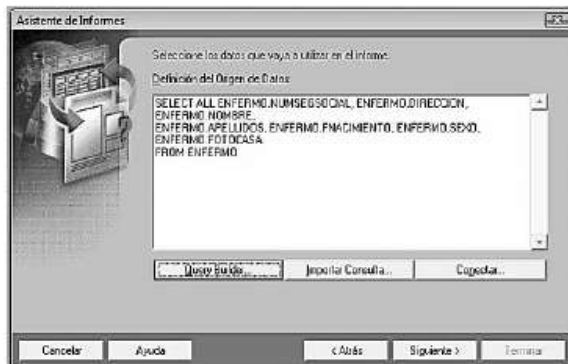 Asistente de Informes
Seleccione los datos que vaya a utilizar en el informe.
Definición del Origen de Datos:
SELECT ALL ENFERMO.NUMSEGSOCIAL, ENFERMO.DIRECCION,
ENFERMO.NOMBRE,
ENFERMO.APELLIDOS, ENFERMO.FNACIMIENTO, ENFERMO.SEXO,
ENFERMO.FOTOCASA
FROM ENFERMO
Query Builder... Importar Consulta... Conectar...
Cancelar Ayuda < Atrás Siguiente > Terminar